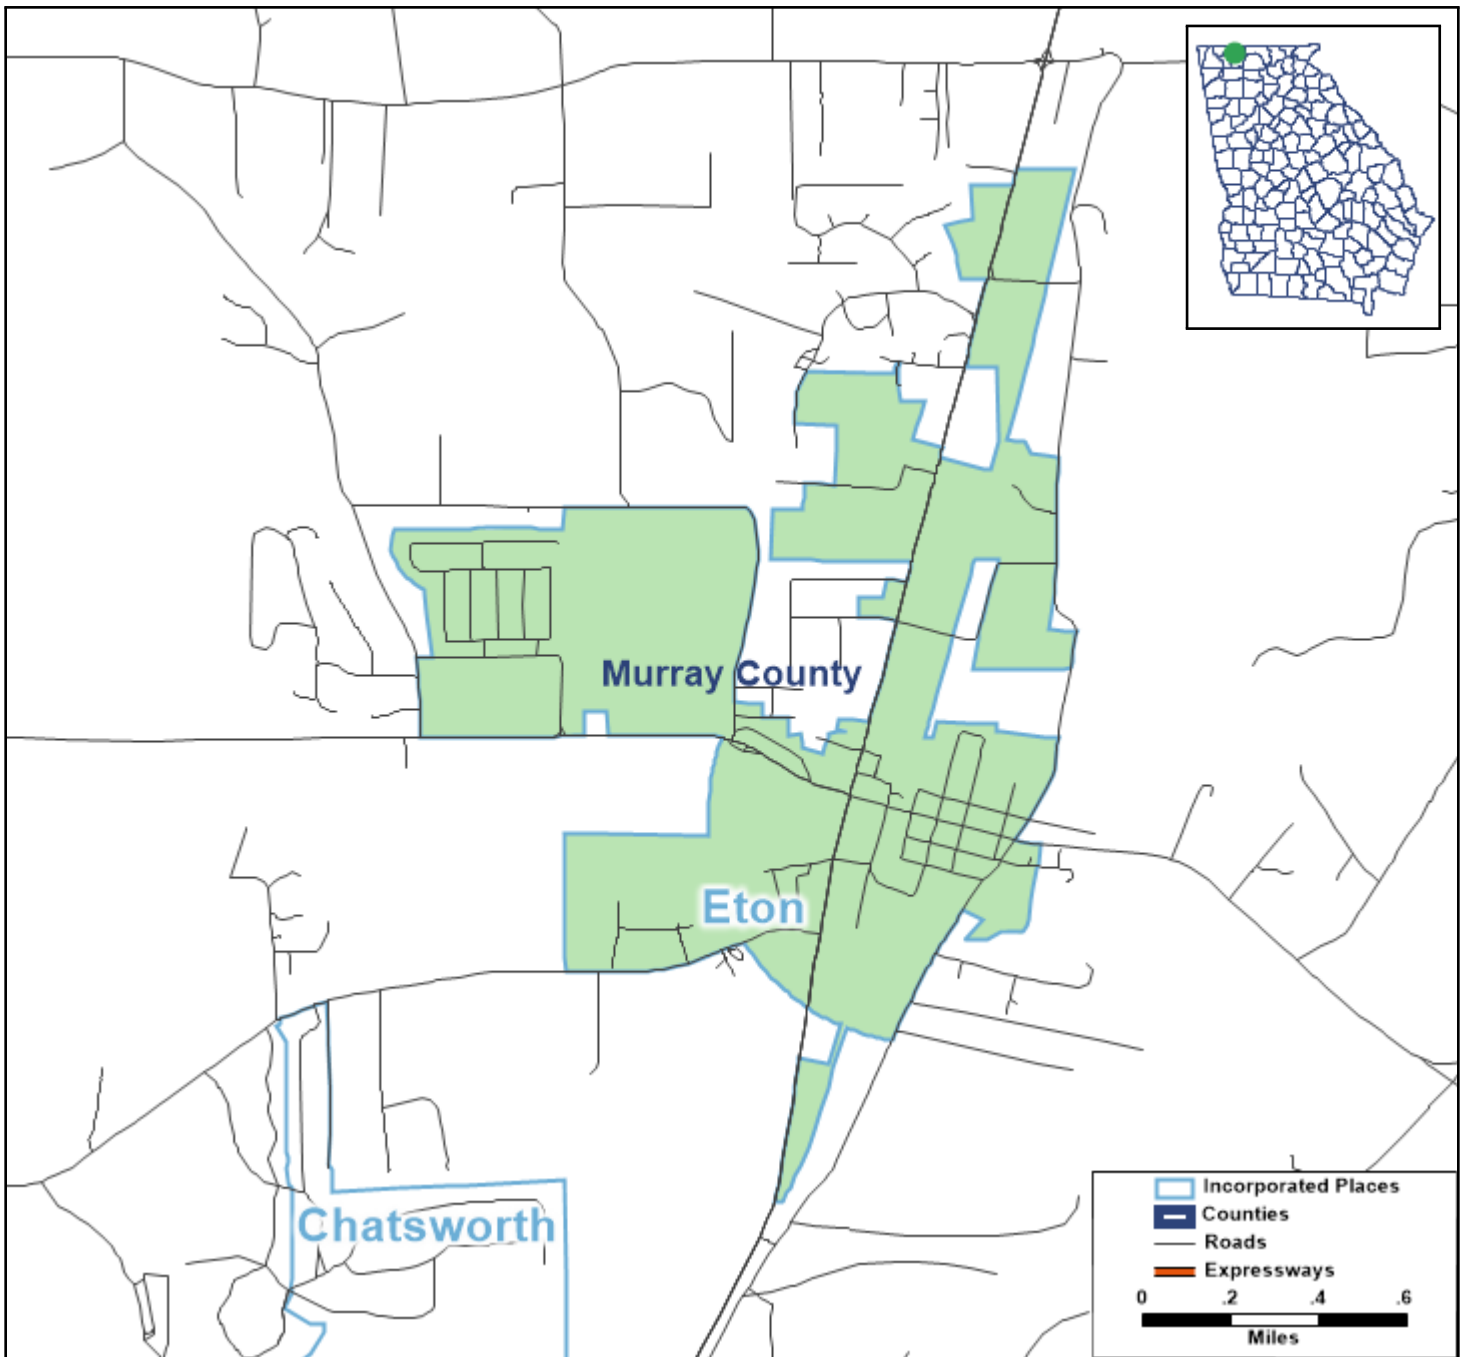 Murray County
Eton
Chatsworth
Incorporated Places
Counties
Roads
Expressways
0 .2 .4 .6
Miles